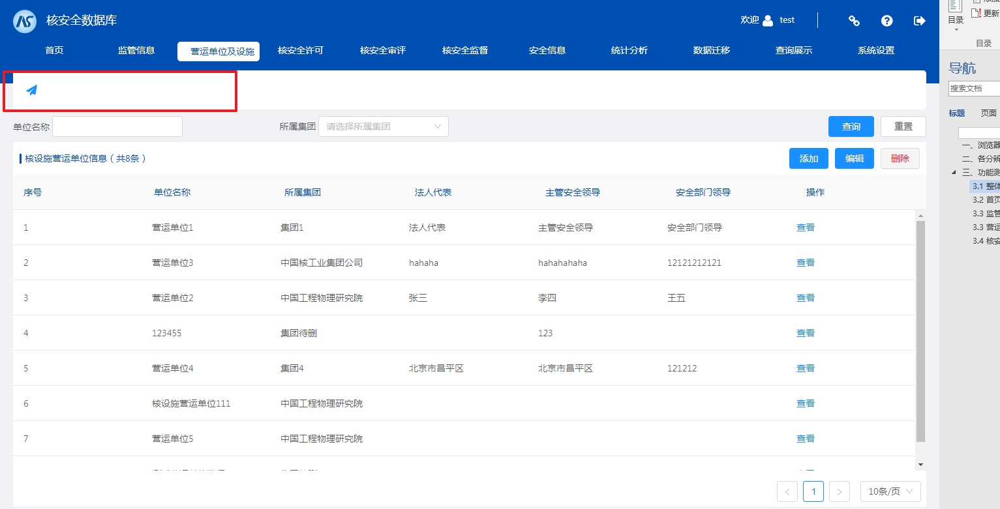 核安全数据库
欢迎 test
首页 监管信息 营运单位及设施 核安全许可 核安全审评 核安全监督 安全信息 统计分析 数据迁移 查询展示 系统设置
单位名称 所属集团 请选择所属集团 查询 重置
核设施营运单位信息（共8条） 添加 编辑 删除
序号 单位名称 所属集团 法人代表 主管安全领导 安全部门领导 操作
1 营运单位1 集团1 法人代表 主管安全领导 安全部门领导 查看
2 营运单位3 中国核工业集团公司 hahaha hahahahaha 12121212121 查看
3 营运单位2 中国工程物理研究院 张三 李四 王五 查看
4 123455 集团待删 123 查看
5 营运单位4 集团4 北京市昌平区 北京市昌平区 121212 查看
6 核设施营运单位111 中国工程物理研究院 查看
7 营运单位5 中国工程物理研究院 查看
< 1 > 10条/页
目录 更新
目录
导航
搜索文档
标题 页面
一、浏览器
二、各分辨
三、功能测
3.1 整体
3.2 首页
3.3 监管
3.3 营运
3.4 核安